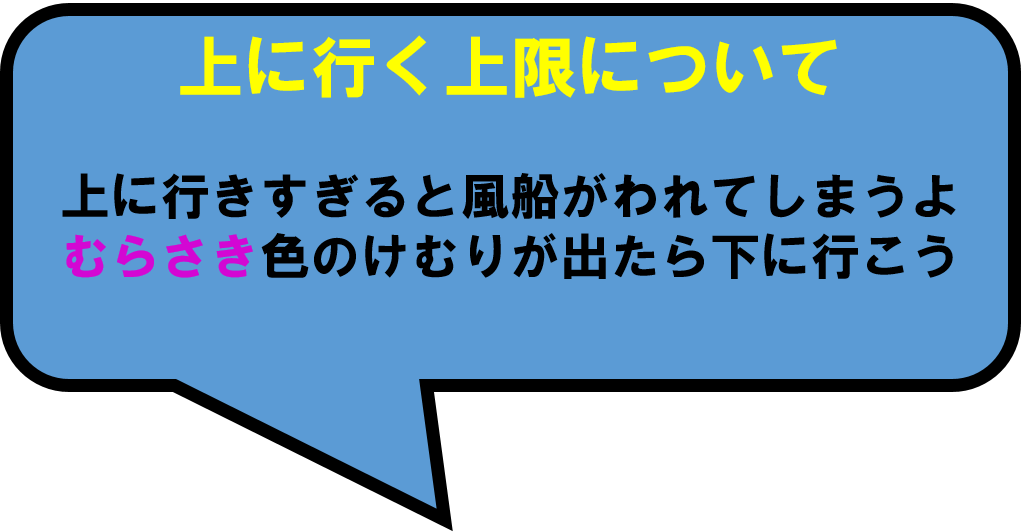 上に行く上限について
上に行きすぎると風船がわれてしまうよ
むらさき色のけむりが出たら下に行こう